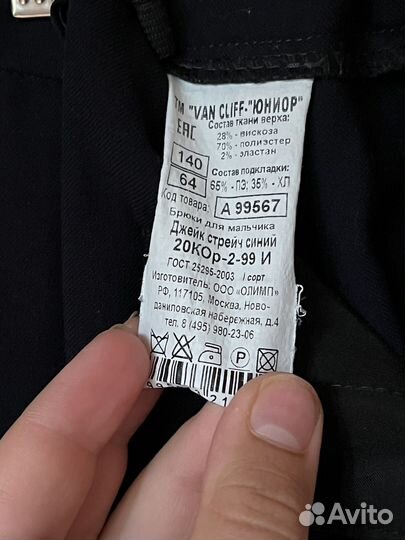 ТМ "VAN CLIFF-"ЮНИОР"
ЕАС
Состав ткани верха:
28% - вискоза
70% - полиэстер
2% - эластан
140
64
Состав подкладки:
65% - ПЭ; 35% - ХЛ
Код товара: А 99567
Брюки для мальчика
Джейк стрейч синий
20КОр-2-99 И
ГОСТ 25295-2003 / сорт
Изготовитель: ООО "ОЛИМП"
РФ, 117105, Москва, Ново-
даниловская набережная, д.4
тел. 8 (495) 980-23-06
P
Avito